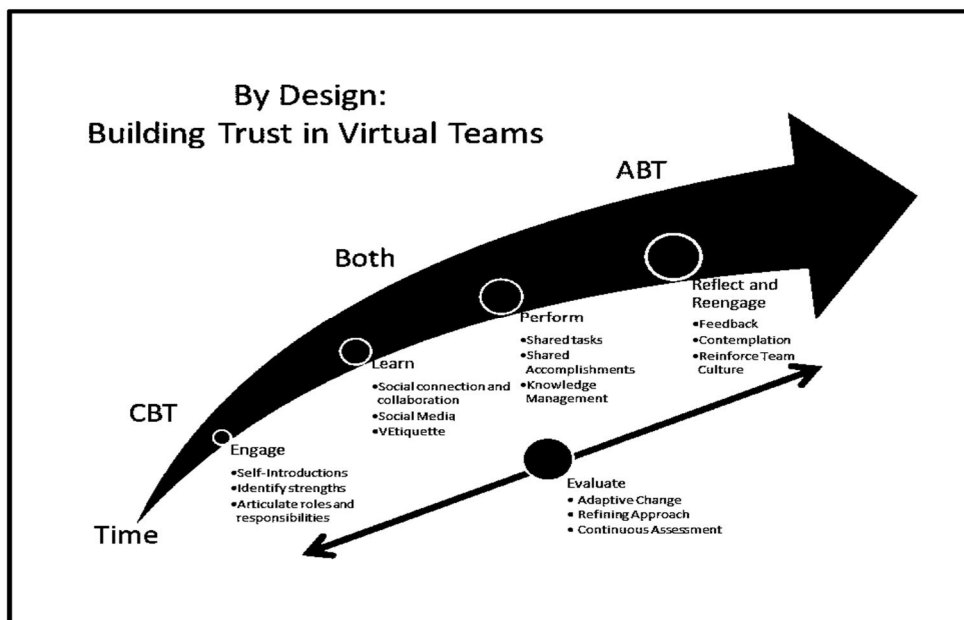 By Design:
Building Trust in Virtual Teams
ABT
Both
CBT
Time
Engage
•Self-Introductions
•Identify strengths
•Articulate roles and
responsibilities
Learn
•Social connection and
collaboration
•Social Media
•VEtiquette
Perform
•Shared tasks
•Shared
Accomplishments
•Knowledge
Management
Reflect and
Reengage
•Feedback
•Contemplation
•Reinforce Team
Culture
Evaluate
• Adaptive Change
• Refining Approach
• Continuous Assessment